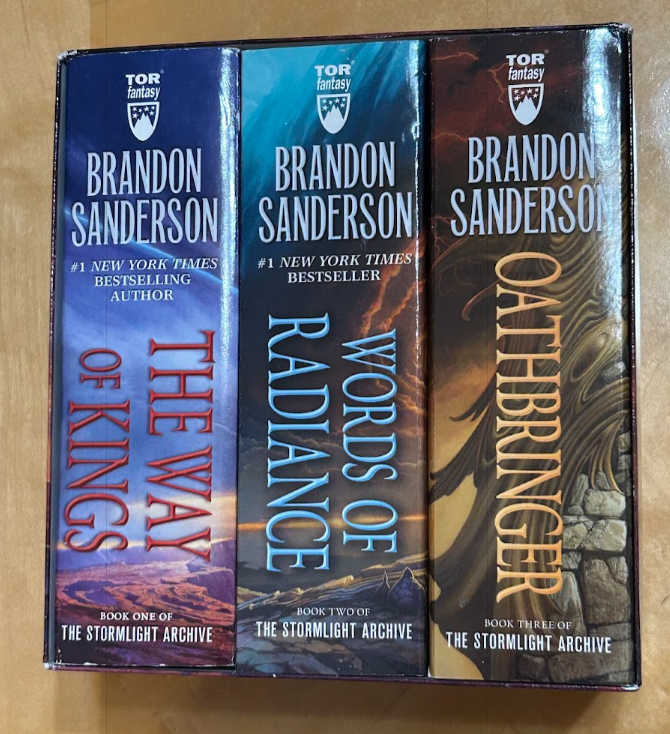 TOR
fantasy
BRANDON
SANDERSON
#1 NEW YORK TIMES
BESTSELLING
AUTHOR
THE WAY
OF KINGS
BOOK ONE OF
THE STORMLIGHT ARCHIVE
TOR
fantasy
BRANDON
SANDERSON
#1 NEW YORK TIMES
BESTSELLER
WORDS OF
RADIANCE
BOOK TWO OF
THE STORMLIGHT ARCHIVE
TOR
fantasy
BRANDON
SANDERSON
OATHBRINGER
BOOK THREE OF
THE STORMLIGHT ARCHIVE